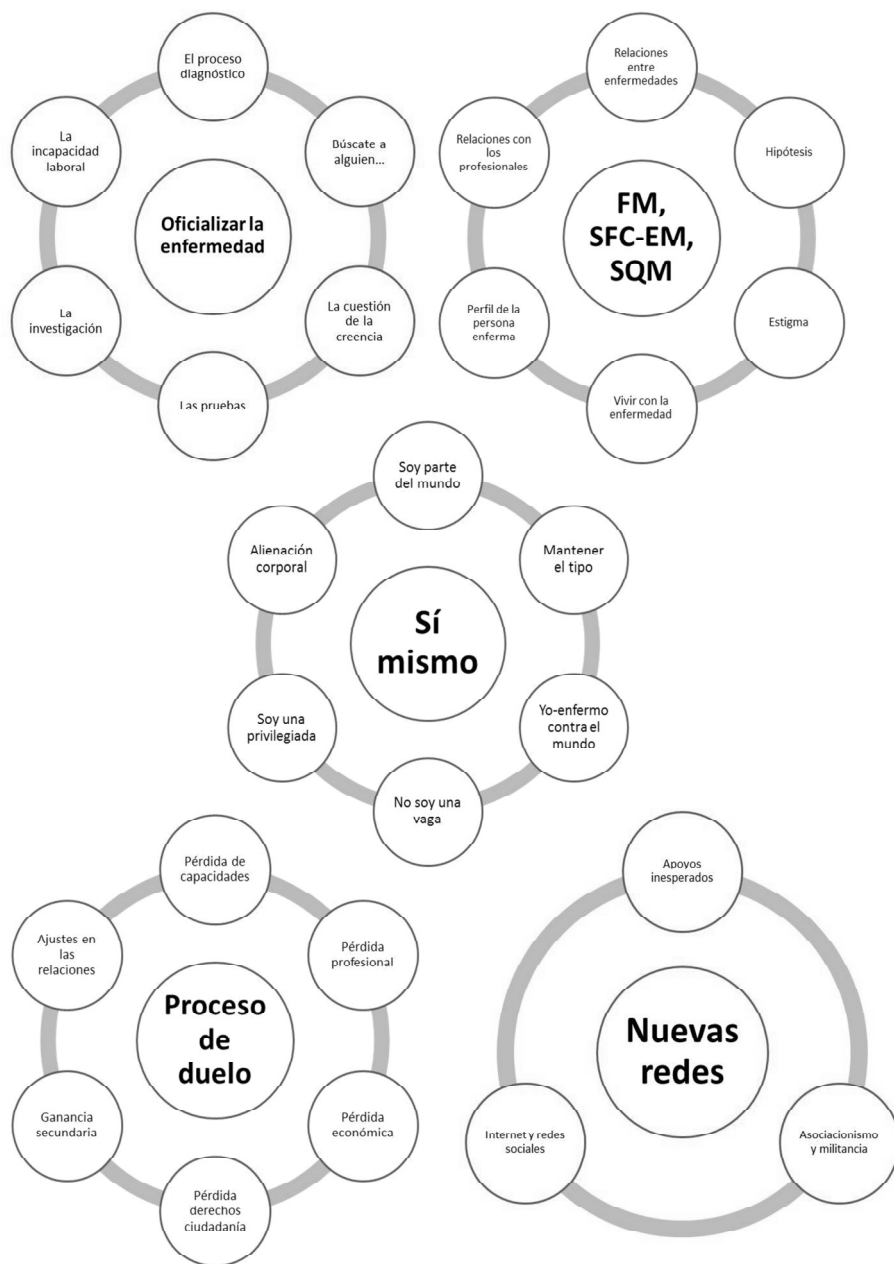 El proceso
diagnóstico
Búscate a
alguien...
La cuestión
de la
creencia
Las pruebas
La
investigación
La
incapacidad
laboral
Oficializar la
enfermedad
Relaciones
entre
enfermedades
Hipótesis
Estigma
Vivir con la
enfermedad
Perfil de la
persona
enferma
Relaciones con
los
profesionales
FM,
SFC-EM,
SQM
Soy parte
del mundo
Mantener
el tipo
Yo-enfermo
contra el
mundo
No soy una
vaga
Soy una
privilegiada
Alienación
corporal
Sí
mismo
Pérdida de
capacidades
Pérdida
profesional
Pérdida
económica
Pérdida
derechos
ciudadanía
Ganancia
secundaria
Ajustes en
las
relaciones
Proceso
de
duelo
Apoyos
inesperados
Asociacionismo
y militancia
Internet y redes
sociales
Nuevas
redes